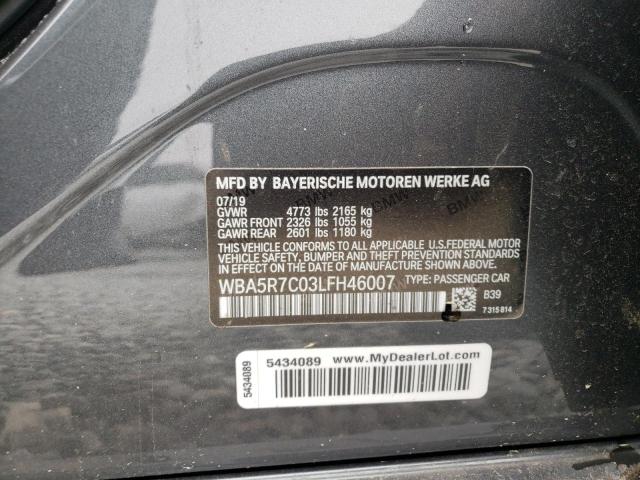 MFD BY BAYERISCHE MOTOREN WERKE AG
07/19
GVWR 4773 lbs 2165 kg
GAWR FRONT 2326 lbs 1055 kg
GAWR REAR 2601 lbs 1180 kg
THIS VEHICLE CONFORMS TO ALL APPLICABLE U.S.FEDERAL MOTOR
VEHICLE SAFETY, BUMPER, AND THEFT PREVENTION STANDARDS
IN EFFECT ON THE DATE OF MANUFACTURE SHOWN ABOVE.
WBA5R7C03LFH46007 TYPE: PASSENGER CAR
B39
7315814
5434089 www.MyDealerLot.com
5434089